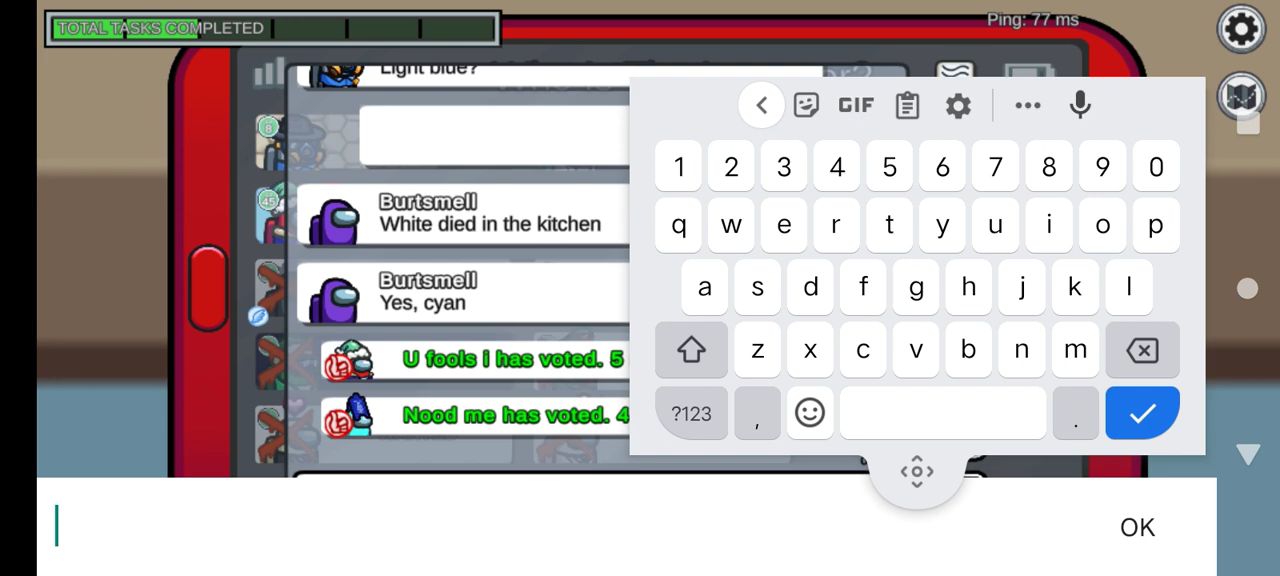 TOTAL TASKS COMPLETED
Ping: 77 ms
Light blue?
8
Burtsmell
White died in the kitchen
45
Burtsmell
Yes, cyan
U fools i has voted. 5
Nood me has voted. 4
GIF
1 2 3 4 5 6 7 8 9 0
q w e r t y u i o p
a s d f g h j k l
z x c v b n m
?123 , .
OK